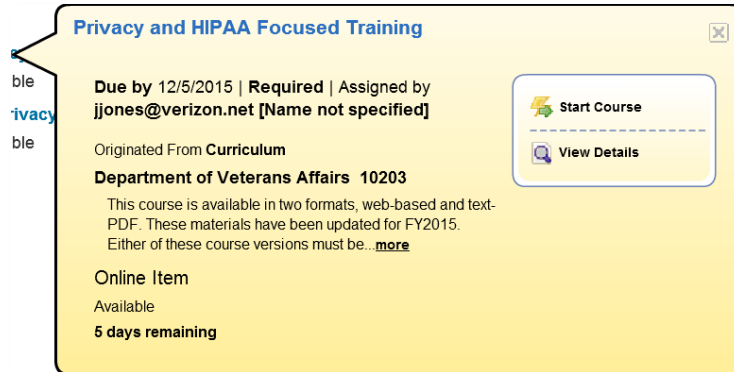 Privacy and HIPAA Focused Training
ble
Due by 12/5/2015 | Required | Assigned by
jjones@verizon.net [Name not specified]
rivacy
ble
Start Course
View Details
Originated From Curriculum
Department of Veterans Affairs 10203
This course is available in two formats, web-based and text-
PDF. These materials have been updated for FY2015.
Either of these course versions must be...more
Online Item
Available
5 days remaining